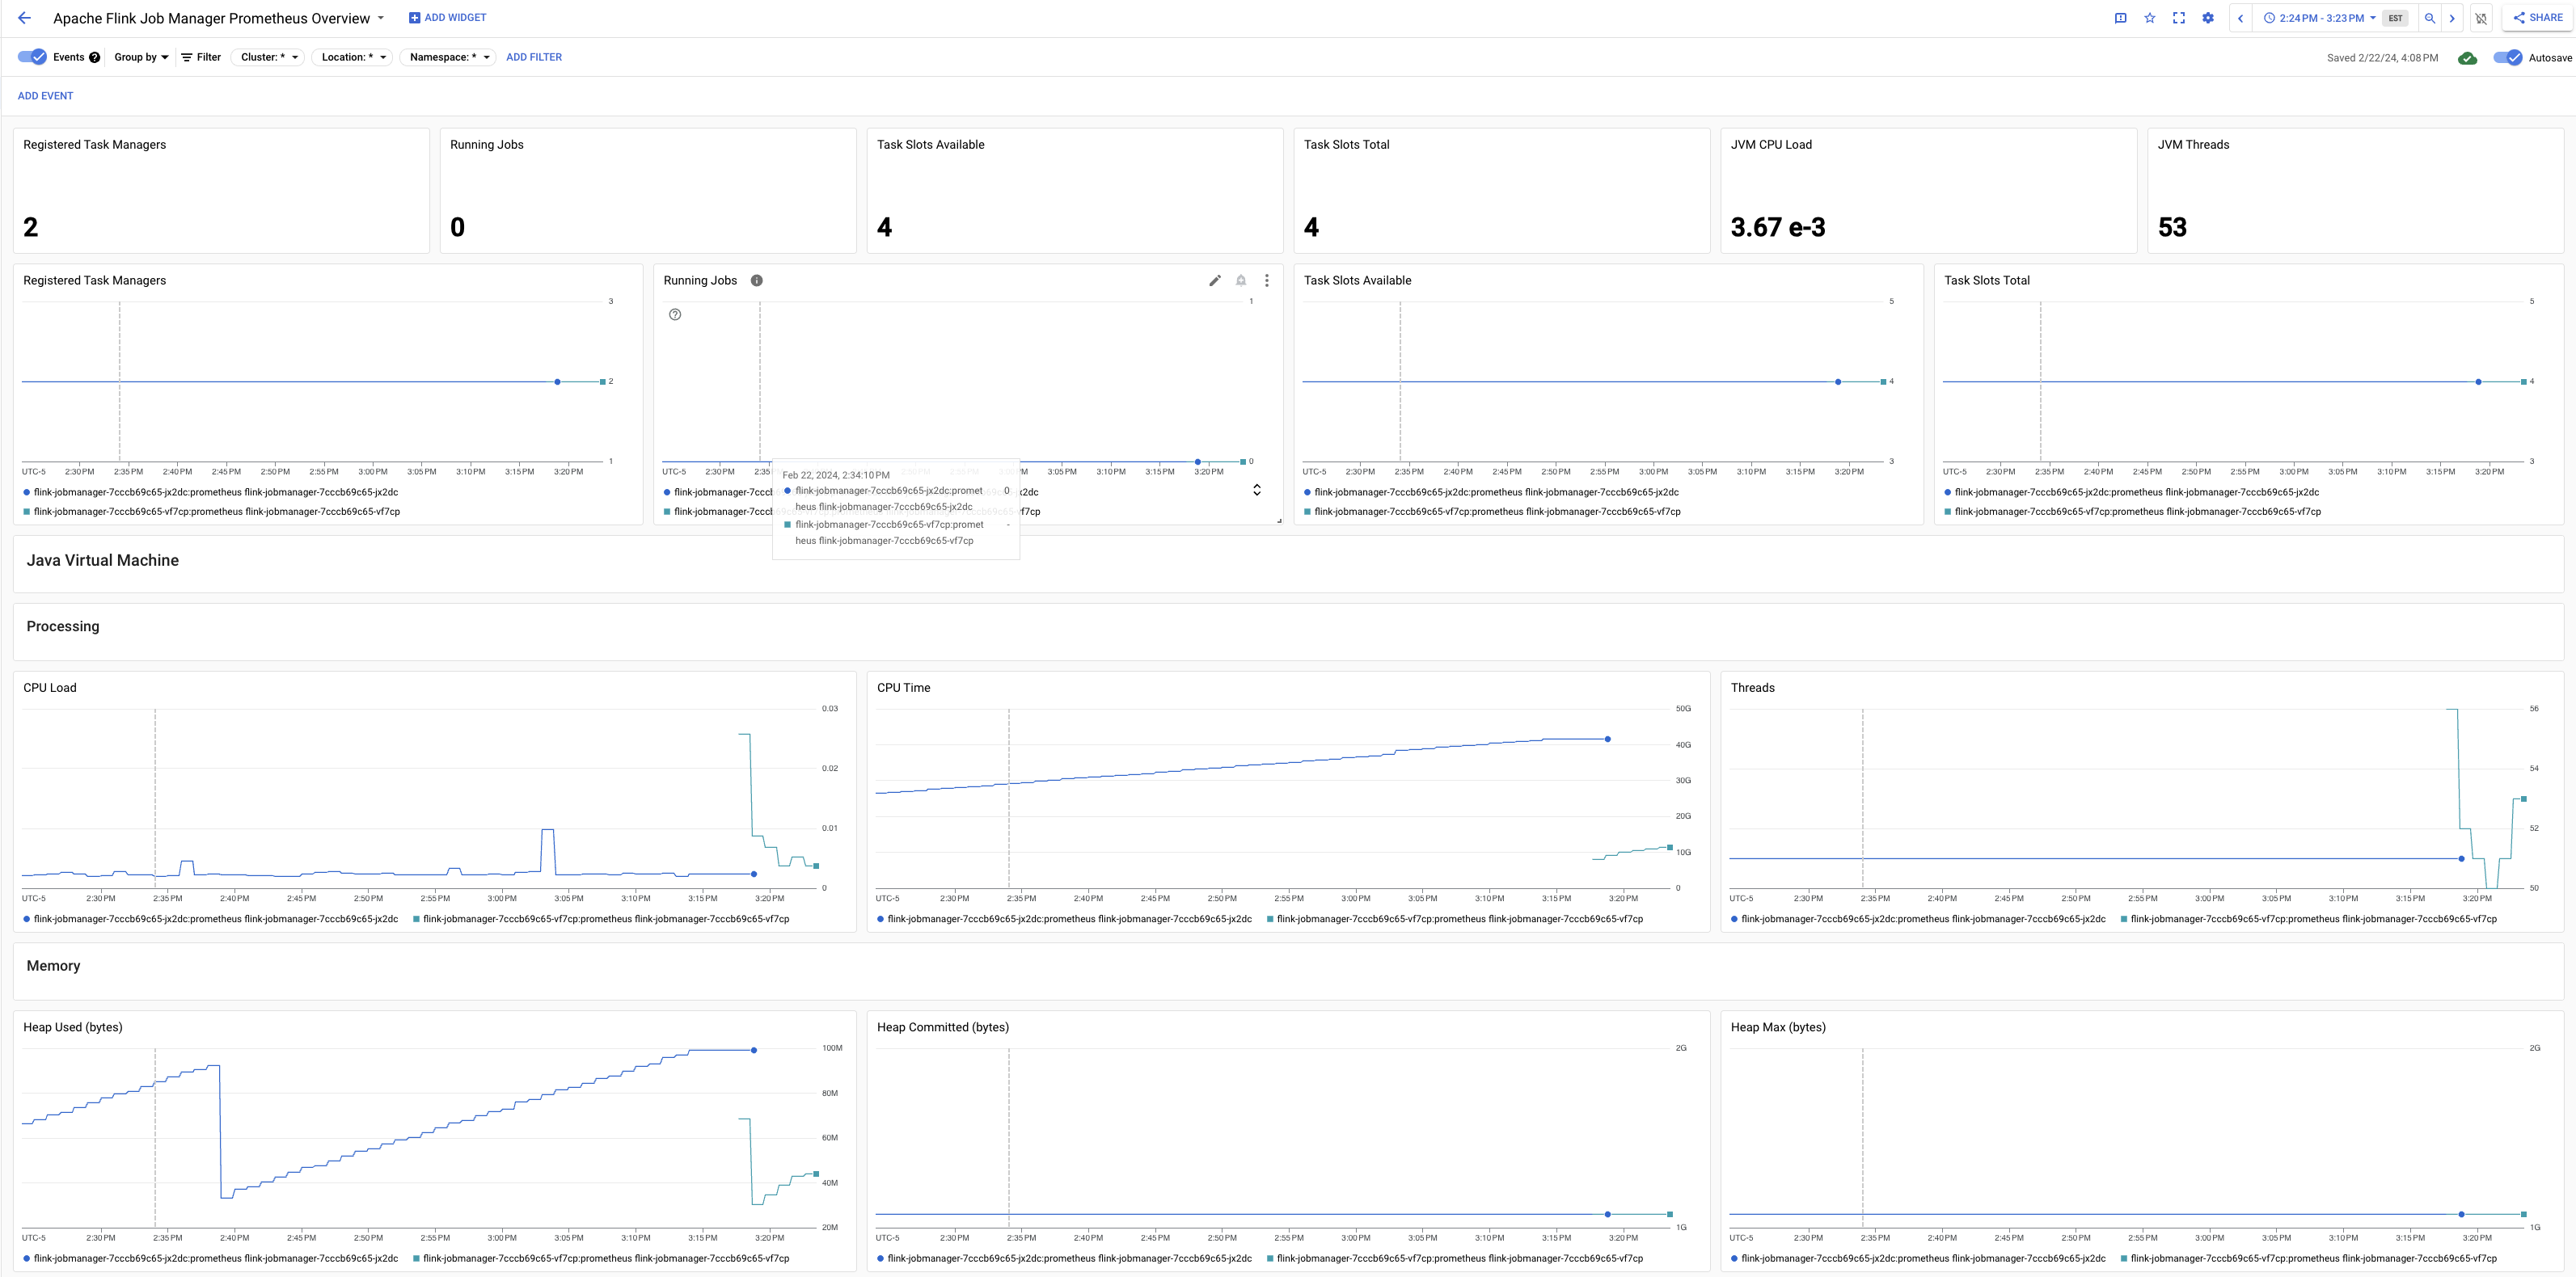 Apache Flink Job Manager Prometheus Overview
ADD WIDGET
2:24 PM - 3:23 PM
EST
SHARE
Events
Group by
Filter
Cluster: *
Location: *
Namespace: *
ADD FILTER
Saved 2/22/24, 4:08 PM
Autosave
ADD EVENT
Registered Task Managers
2
Running Jobs
0
Task Slots Available
4
Task Slots Total
4
JVM CPU Load
3.67 e-3
JVM Threads
53
Registered Task Managers
3
2
1
UTC-5 2:30 PM 2:35 PM 2:40 PM 2:45 PM 2:50 PM 2:55 PM 3:00 PM 3:05 PM 3:10 PM 3:15 PM 3:20 PM
flink-jobmanager-7cccb69c65-jx2dc:prometheus flink-jobmanager-7cccb69c65-jx2dc
flink-jobmanager-7cccb69c65-vf7cp:prometheus flink-jobmanager-7cccb69c65-vf7cp
Running Jobs
1
0
UTC-5 2:30 PM 2:35 3:05 PM 3:10 PM 3:15 PM 3:20 PM
flink-jobmanager-7cccb
flink-jobmanager-7cccb
Feb 22, 2024, 2:34:10 PM
flink-jobmanager-7cccb69c65-jx2dc:promet 0
heus flink-jobmanager-7cccb69c65-jx2dc
flink-jobmanager-7cccb69c65-vf7cp:promet -
heus flink-jobmanager-7cccb69c65-vf7cp
Task Slots Available
5
4
3
UTC-5 2:30 PM 2:35 PM 2:40 PM 2:45 PM 2:50 PM 2:55 PM 3:00 PM 3:05 PM 3:10 PM 3:15 PM 3:20 PM
flink-jobmanager-7cccb69c65-jx2dc:prometheus flink-jobmanager-7cccb69c65-jx2dc
flink-jobmanager-7cccb69c65-vf7cp:prometheus flink-jobmanager-7cccb69c65-vf7cp
Task Slots Total
5
4
3
UTC-5 2:30 PM 2:35 PM 2:40 PM 2:45 PM 2:50 PM 2:55 PM 3:00 PM 3:05 PM 3:10 PM 3:15 PM 3:20 PM
flink-jobmanager-7cccb69c65-jx2dc:prometheus flink-jobmanager-7cccb69c65-jx2dc
flink-jobmanager-7cccb69c65-vf7cp:prometheus flink-jobmanager-7cccb69c65-vf7cp
Java Virtual Machine
Processing
CPU Load
0.03
0.02
0.01
0
UTC-5 2:30 PM 2:35 PM 2:40 PM 2:45 PM 2:50 PM 2:55 PM 3:00 PM 3:05 PM 3:10 PM 3:15 PM 3:20 PM
flink-jobmanager-7cccb69c65-jx2dc:prometheus flink-jobmanager-7cccb69c65-jx2dc flink-jobmanager-7cccb69c65-vf7cp:prometheus flink-jobmanager-7cccb69c65-vf7cp
CPU Time
50G
40G
30G
20G
10G
0
UTC-5 2:30 PM 2:35 PM 2:40 PM 2:45 PM 2:50 PM 2:55 PM 3:00 PM 3:05 PM 3:10 PM 3:15 PM 3:20 PM
flink-jobmanager-7cccb69c65-jx2dc:prometheus flink-jobmanager-7cccb69c65-jx2dc flink-jobmanager-7cccb69c65-vf7cp:prometheus flink-jobmanager-7cccb69c65-vf7cp
Threads
56
54
52
50
UTC-5 2:30 PM 2:35 PM 2:40 PM 2:45 PM 2:50 PM 2:55 PM 3:00 PM 3:05 PM 3:10 PM 3:15 PM 3:20 PM
flink-jobmanager-7cccb69c65-jx2dc:prometheus flink-jobmanager-7cccb69c65-jx2dc flink-jobmanager-7cccb69c65-vf7cp:prometheus flink-jobmanager-7cccb69c65-vf7cp
Memory
Heap Used (bytes)
100M
80M
60M
40M
20M
UTC-5 2:30 PM 2:35 PM 2:40 PM 2:45 PM 2:50 PM 2:55 PM 3:00 PM 3:05 PM 3:10 PM 3:15 PM 3:20 PM
flink-jobmanager-7cccb69c65-jx2dc:prometheus flink-jobmanager-7cccb69c65-jx2dc flink-jobmanager-7cccb69c65-vf7cp:prometheus flink-jobmanager-7cccb69c65-vf7cp
Heap Committed (bytes)
2G
1G
UTC-5 2:30 PM 2:35 PM 2:40 PM 2:45 PM 2:50 PM 2:55 PM 3:00 PM 3:05 PM 3:10 PM 3:15 PM 3:20 PM
flink-jobmanager-7cccb69c65-jx2dc:prometheus flink-jobmanager-7cccb69c65-jx2dc flink-jobmanager-7cccb69c65-vf7cp:prometheus flink-jobmanager-7cccb69c65-vf7cp
Heap Max (bytes)
2G
1G
UTC-5 2:30 PM 2:35 PM 2:40 PM 2:45 PM 2:50 PM 2:55 PM 3:00 PM 3:05 PM 3:10 PM 3:15 PM 3:20 PM
flink-jobmanager-7cccb69c65-jx2dc:prometheus flink-jobmanager-7cccb69c65-jx2dc flink-jobmanager-7cccb69c65-vf7cp:prometheus flink-jobmanager-7cccb69c65-vf7cp